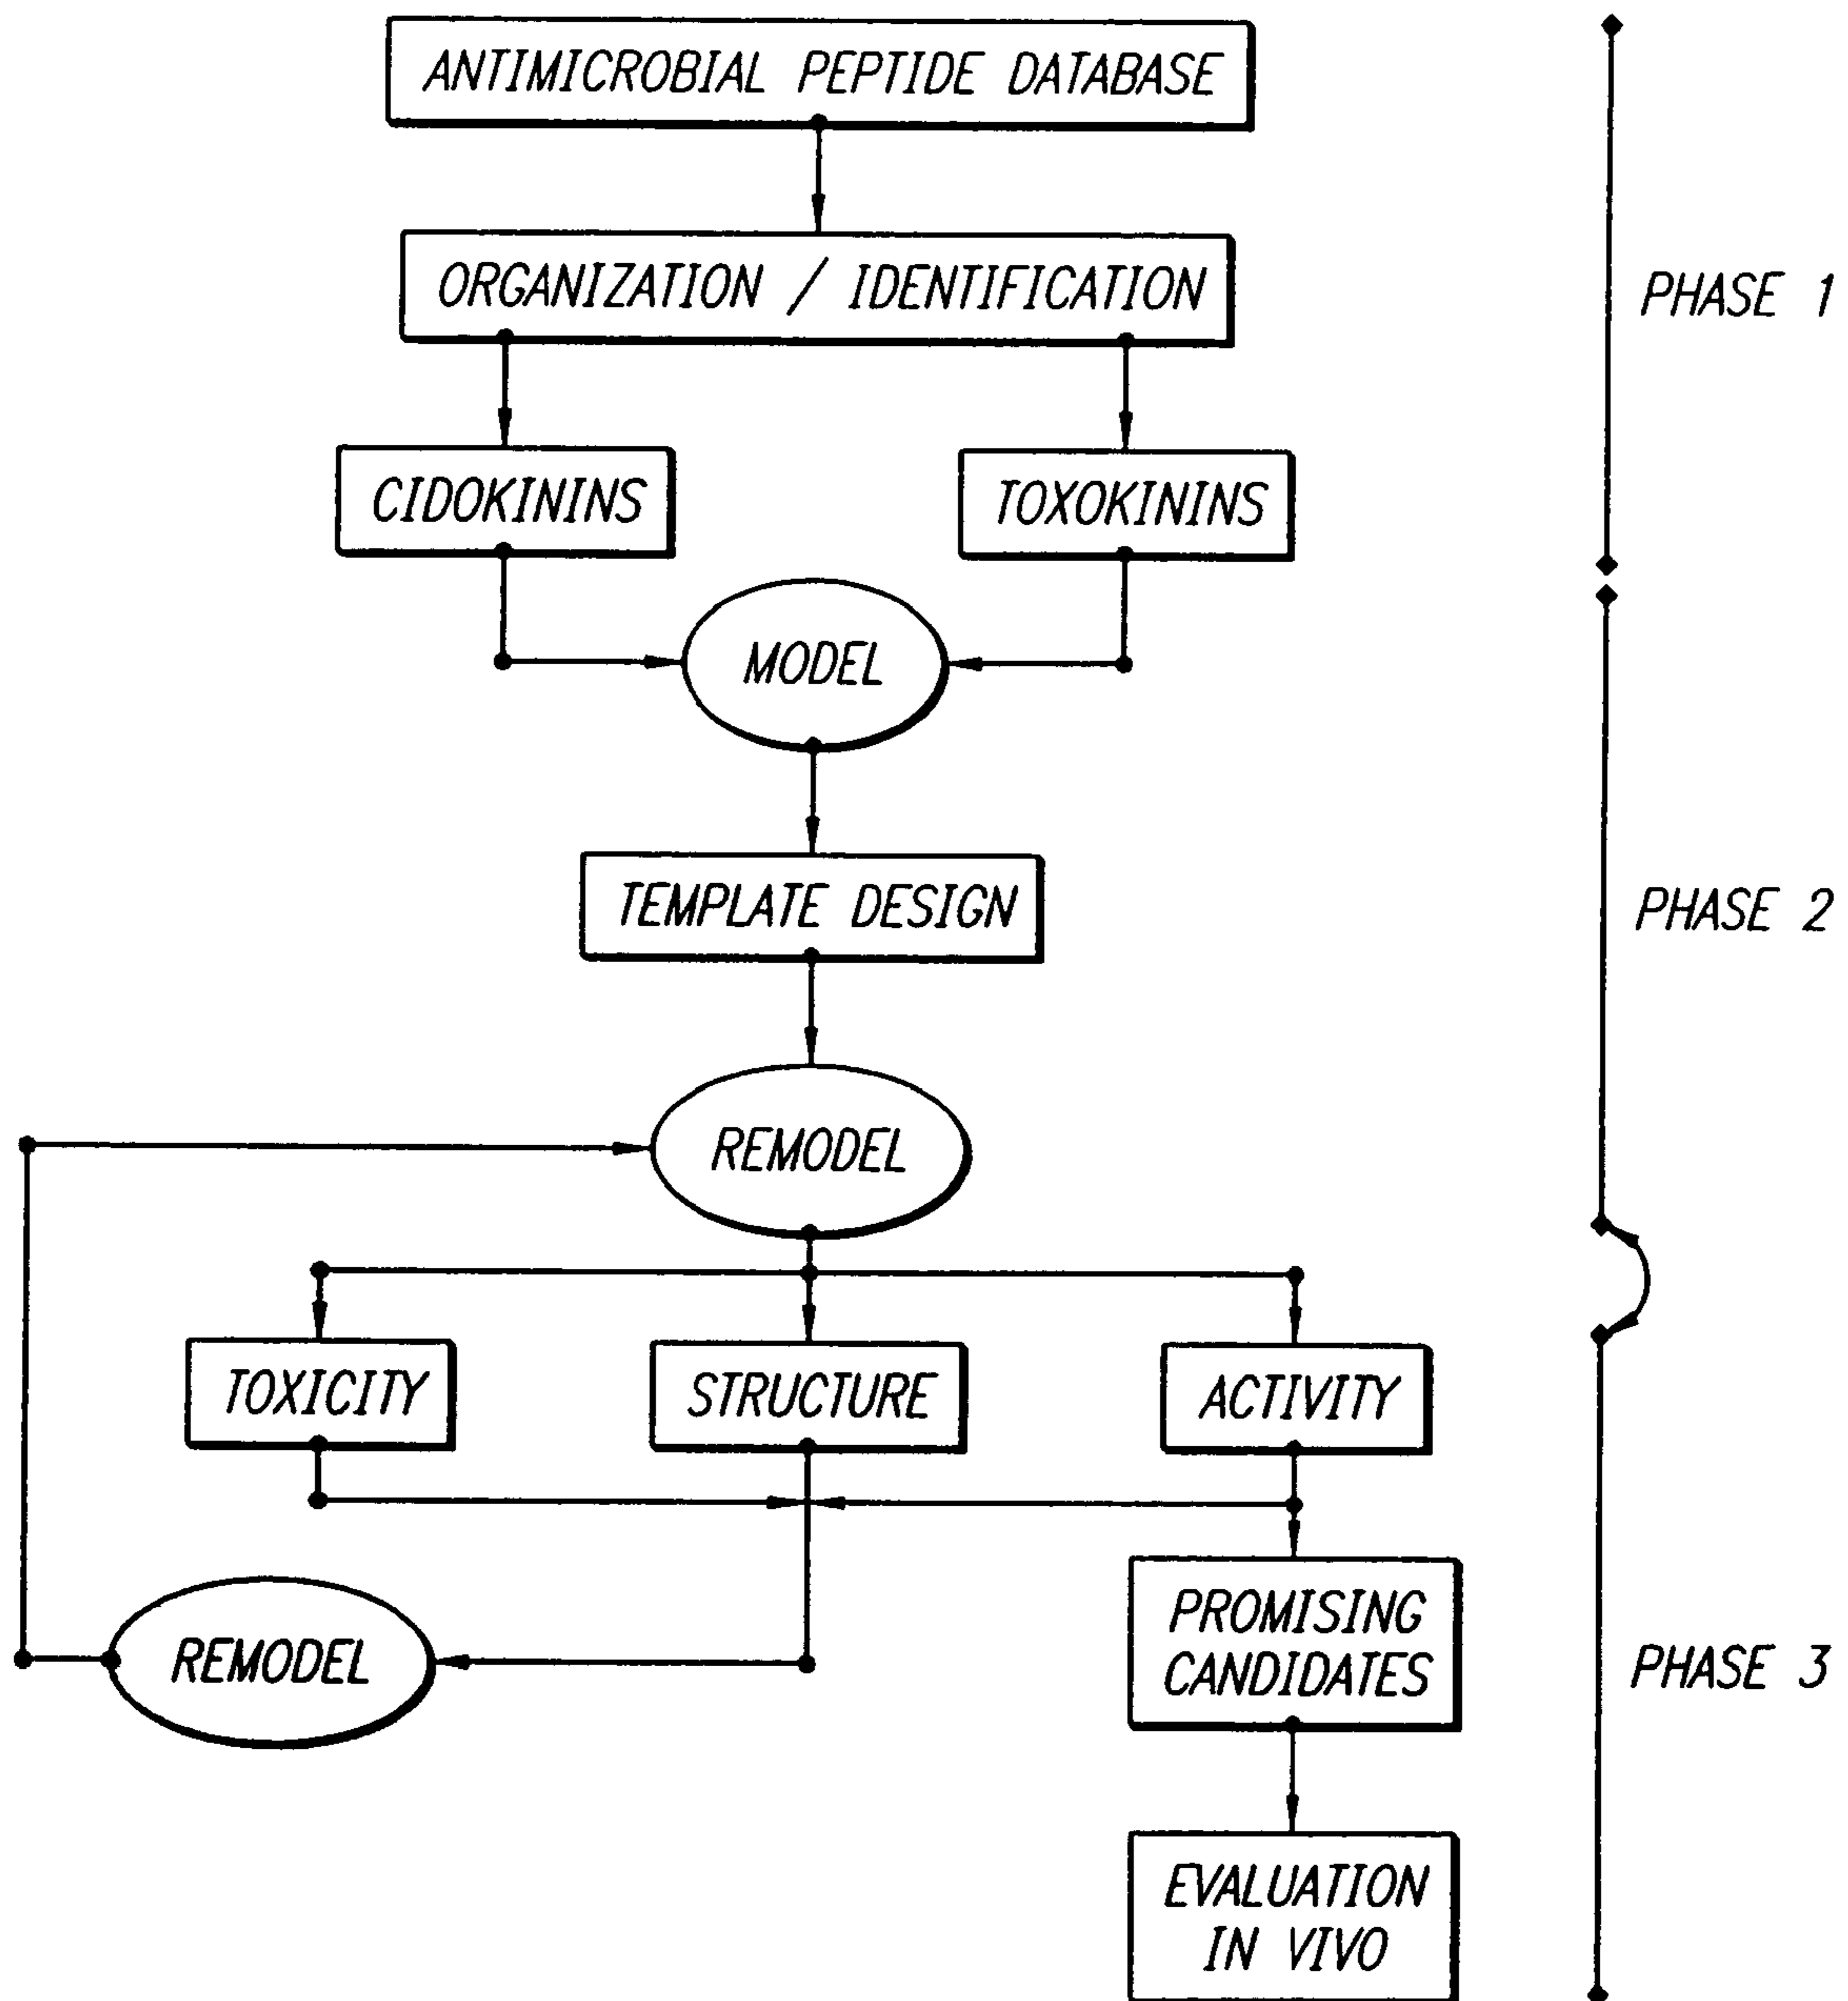 ANTIMICROBIAL PEPTIDE DATABASE
ORGANIZATION / IDENTIFICATION
PHASE 1
CIDOKININS
TOXOKININS
MODEL
TEMPLATE DESIGN
PHASE 2
REMODEL
TOXICITY
STRUCTURE
ACTIVITY
PROMISING
CANDIDATES
REMODEL
PHASE 3
EVALUATION
IN VIVO